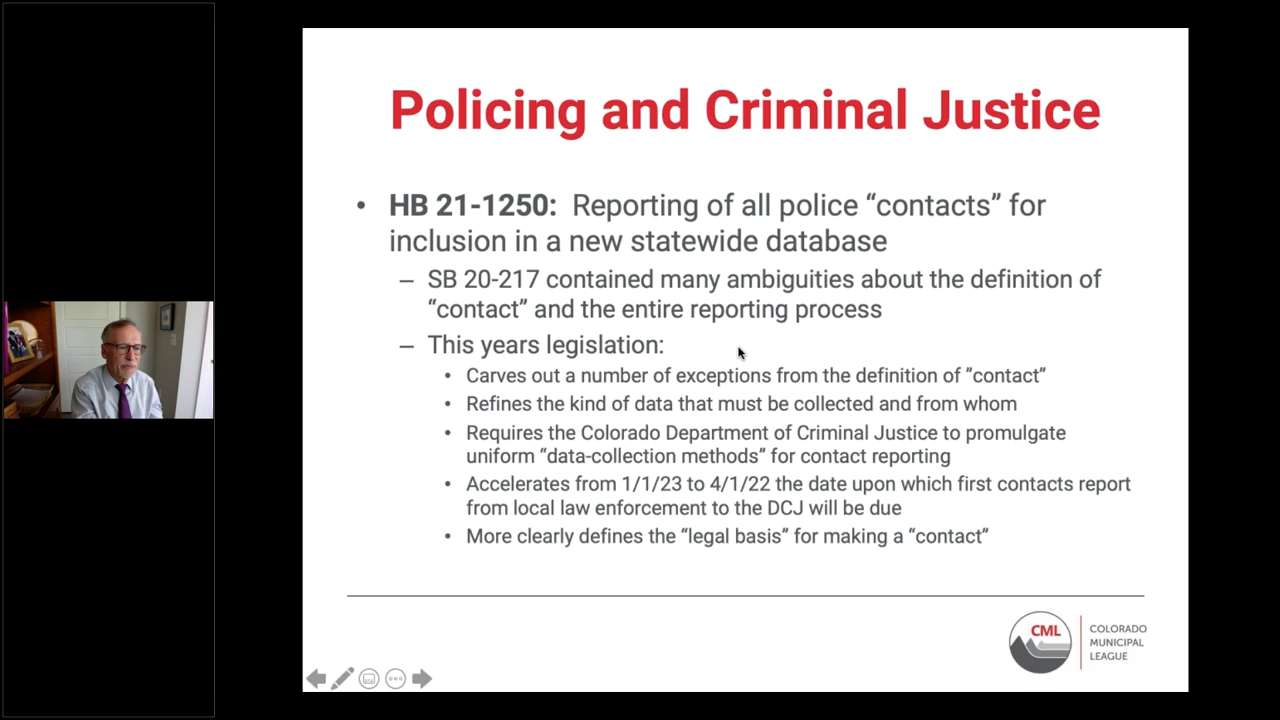 Policing and Criminal Justice
• HB 21-1250: Reporting of all police “contacts” for
inclusion in a new statewide database
– SB 20-217 contained many ambiguities about the definition of
“contact” and the entire reporting process
– This years legislation:
• Carves out a number of exceptions from the definition of ”contact”
• Refines the kind of data that must be collected and from whom
• Requires the Colorado Department of Criminal Justice to promulgate
uniform “data-collection methods” for contact reporting
• Accelerates from 1/1/23 to 4/1/22 the date upon which first contacts report
from local law enforcement to the DCJ will be due
• More clearly defines the “legal basis” for making a “contact”
CML
COLORADO
MUNICIPAL
LEAGUE